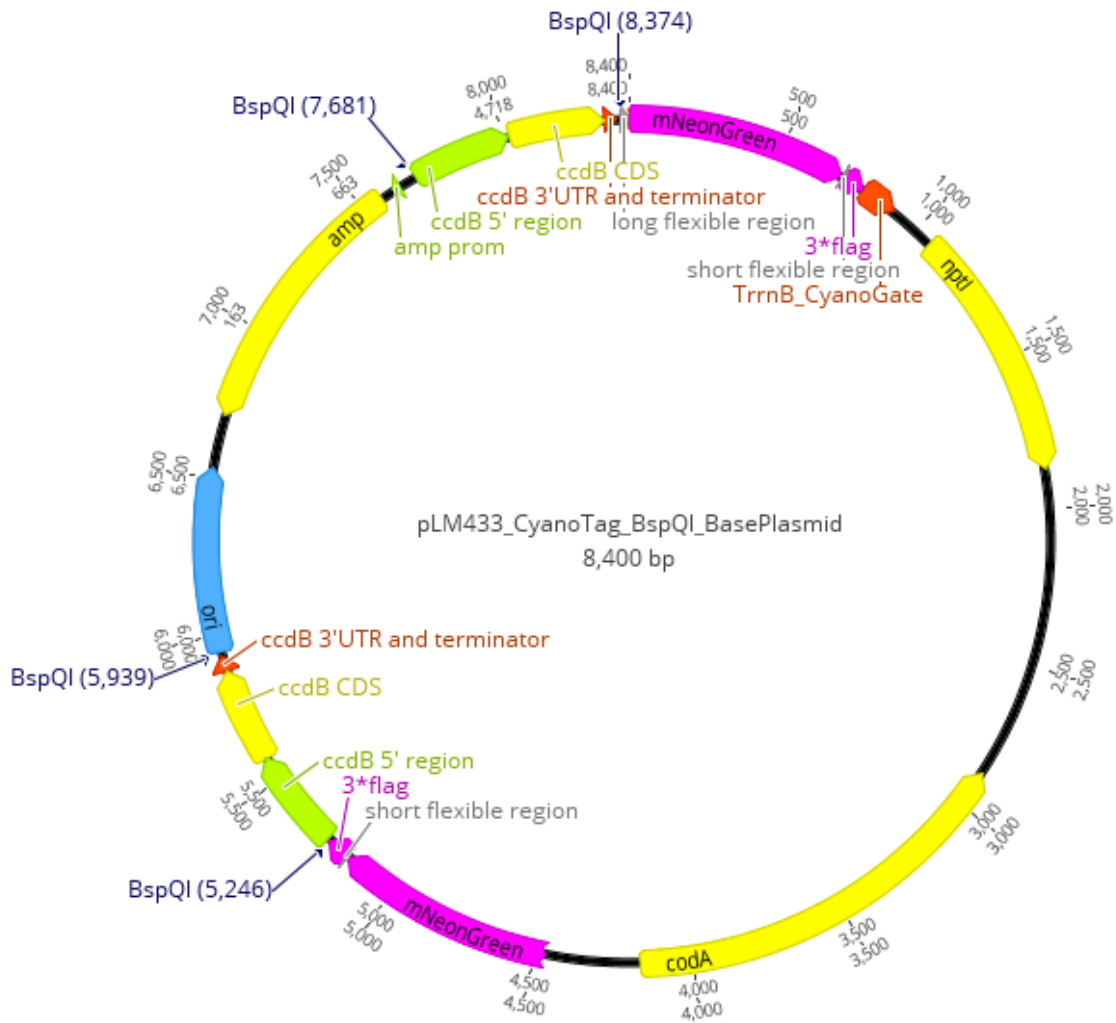 BspQI (8,374)
8,400
8,400
BspQI (7,681)
8,000
4,718
500
500
mNeonGreen
ccdB CDS
7,500
663
ccdB 3'UTR and terminator
1,000
1,000
amp
ccdB 5' region
long flexible region
amp prom
3*flag
nptI
short flexible region
TrrnB_CyanoGate
7,000
163
1,500
1,500
6,500
6,500
2,000
2,000
pLM433_CyanoTag_BspQI_BasePlasmid
8,400 bp
ori
6,000
6,000
ccdB 3'UTR and terminator
BspQI (5,939)
ccdB CDS
2,500
2,500
ccdB 5' region
3*flag
5,500
5,500
short flexible region
3,000
3,000
BspQI (5,246)
5,000
5,000
mNeonGreen
3,500
3,500
codA
4,500
4,500
4,000
4,000